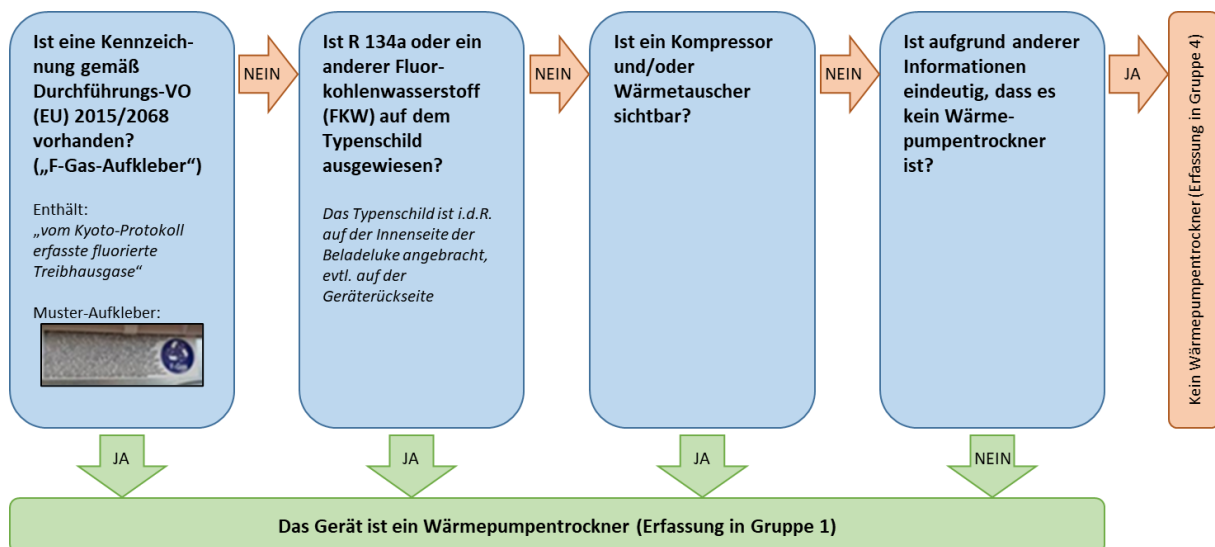 Ist eine Kennzeich-
nung gemäß
Durchführungs-VO
(EU) 2015/2068
vorhanden?
(„F-Gas-Aufkleber“)
Enthält:
„vom Kyoto-Protokoll
erfasste fluorierte
Treibhausgase“
Muster-Aufkleber:
NEIN
Ist R 134a oder ein
anderer Fluor-
kohlenwasserstoff
(FKW) auf dem
Typenschild
ausgewiesen?
Das Typenschild ist i.d.R.
auf der Innenseite der
Beladeluke angebracht,
evtl. auf der
Geräterückseite
NEIN
Ist ein Kompressor
und/oder
Wärmetauscher
sichtbar?
NEIN
Ist aufgrund anderer
Informationen
eindeutig, dass es
kein Wärme-
pumpentrockner
ist?
JA
Kein Wärmepumpentrockner (Erfassung in Gruppe 4)
JA
JA
JA
NEIN
Das Gerät ist ein Wärmepumpentrockner (Erfassung in Gruppe 1)